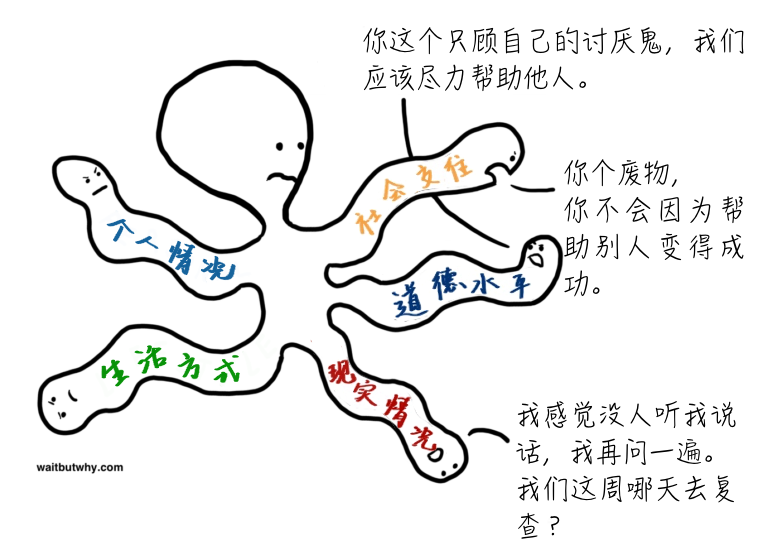 你这个只顾自己的讨厌鬼，我们
应该尽力帮助他人。
社会交往
你个废物，
你不会因为帮
助别人变得成
功。
个人情况
道德水平
生活方式
现实情况
我感觉没人听我说
话，我再问一遍。
我们这周哪天去复
查？
waitbutwhy.com